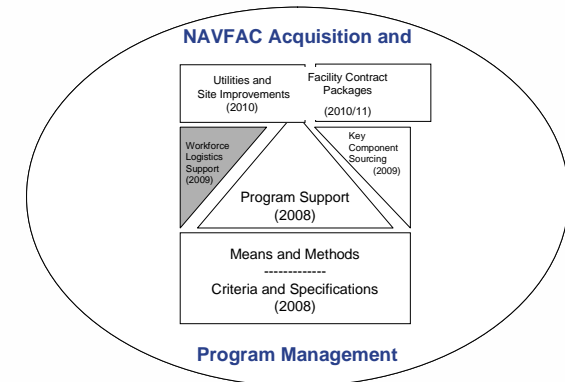 NAVFAC Acquisition and
Utilities and
Site Improvements
(2010)
Facility Contract
Packages
(2010/11)
Workforce
Logistics
Support
(2009)
Key
Component
Sourcing
(2009)
Program Support
(2008)
Means and Methods
-------------
Criteria and Specifications
(2008)
Program Management